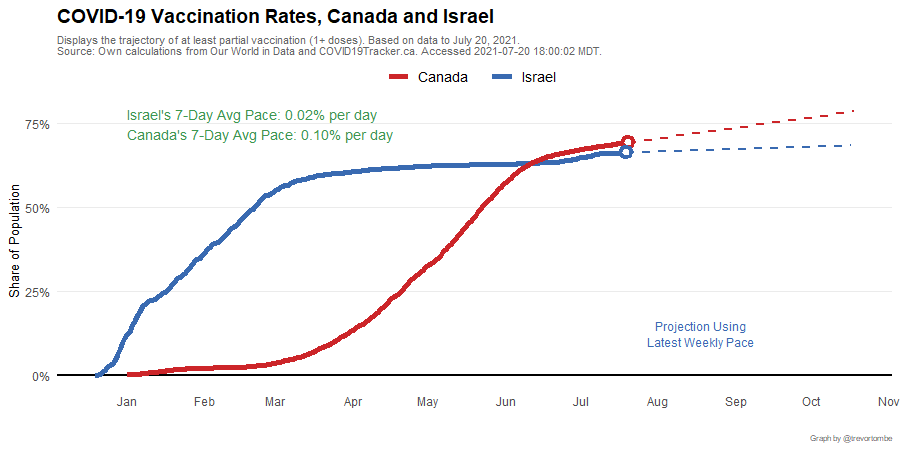 COVID-19 Vaccination Rates, Canada and Israel
Displays the trajectory of at least partial vaccination (1+ doses). Based on data to July 20, 2021.
Source: Own calculations from Our World in Data and COVID19Tracker.ca. Accessed 2021-07-20 18:00:02 MDT.
Canada Israel
Israel's 7-Day Avg Pace: 0.02% per day
Canada's 7-Day Avg Pace: 0.10% per day
75%
50%
25%
0%
Share of Population
Projection Using
Latest Weekly Pace
Jan Feb Mar Apr May Jun Jul Aug Sep Oct Nov
Graph by @trevortombe